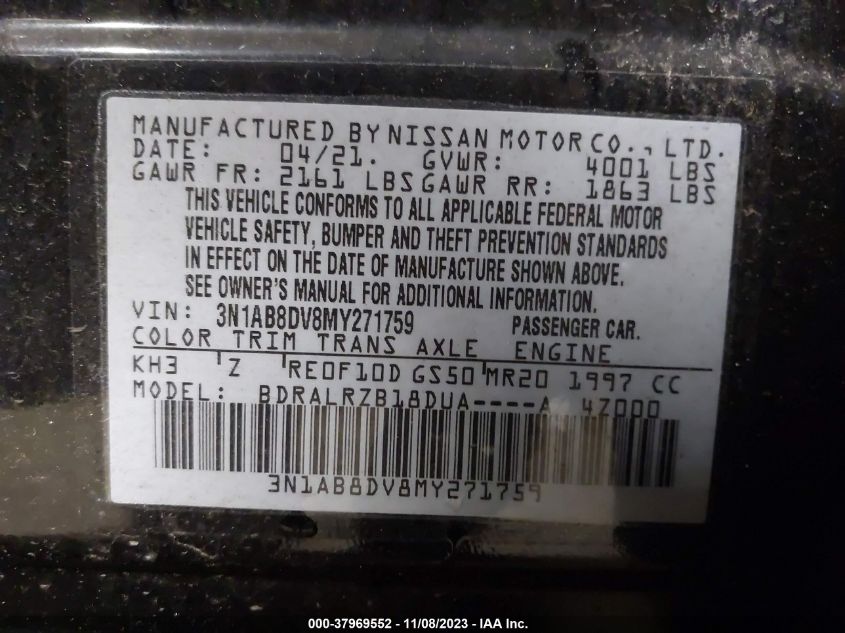 MANUFACTURED BY NISSAN MOTOR CO., LTD.
DATE: 04/21. GVWR: 4001 LBS
GAWR FR: 2161 LBS GAWR RR: 1863 LBS
THIS VEHICLE CONFORMS TO ALL APPLICABLE FEDERAL MOTOR
VEHICLE SAFETY, BUMPER AND THEFT PREVENTION STANDARDS
IN EFFECT ON THE DATE OF MANUFACTURE SHOWN ABOVE.
SEE OWNER'S MANUAL FOR ADDITIONAL INFORMATION.
VIN: 3N1AB8DV8MY271759 PASSENGER CAR.
COLOR TRIM TRANS AXLE ENGINE
KH3 Z RE0F10D GS50 MR20 1997 CC
MODEL: BDRALRZB18DUA----A 4Z000
3N1AB8DV8MY271759
04-37969552 - 11/08/2023 - IAA Inc.